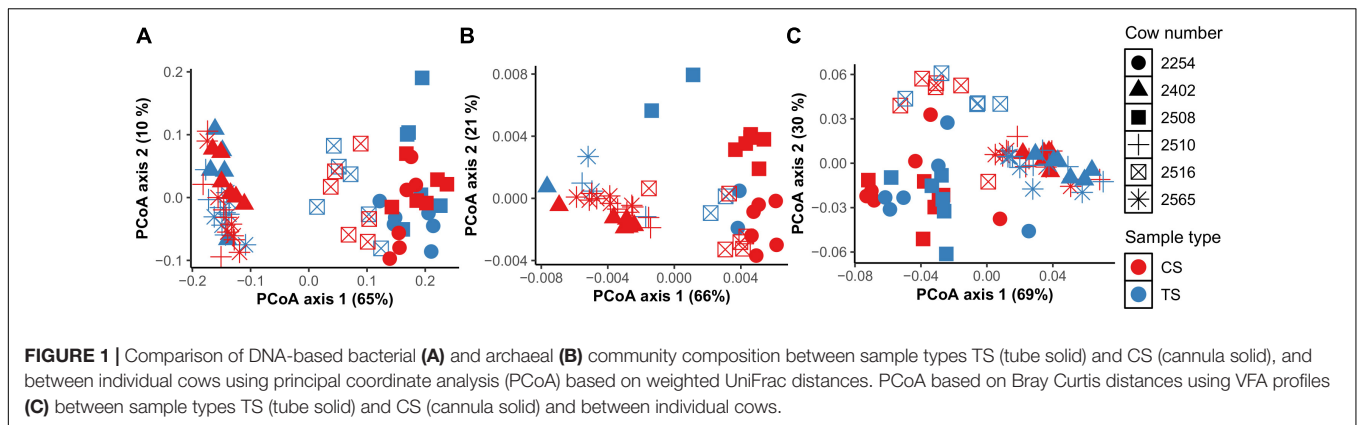 A
B
C
PCoA axis 2 (10 %)
0.2
0.1
0.0
−0.1
−0.2 −0.1 0.0 0.1 0.2
PCoA axis 1 (65%)
PCoA axis 2 (21 %)
0.008
0.004
0.000
−0.004
−0.008 −0.004 0.000 0.004
PCoA axis 1 (66%)
PCoA axis 2 (30 %)
0.06
0.03
0.00
−0.03
−0.06
−0.08 −0.04 0.00 0.04
PCoA axis 1 (69%)
Cow number
2254
2402
2508
2510
2516
2565
Sample type
CS
TS
FIGURE 1 | Comparison of DNA-based bacterial (A) and archaeal (B) community composition between sample types TS (tube solid) and CS (cannula solid), and
between individual cows using principal coordinate analysis (PCoA) based on weighted UniFrac distances. PCoA based on Bray Curtis distances using VFA profiles
(C) between sample types TS (tube solid) and CS (cannula solid) and between individual cows.